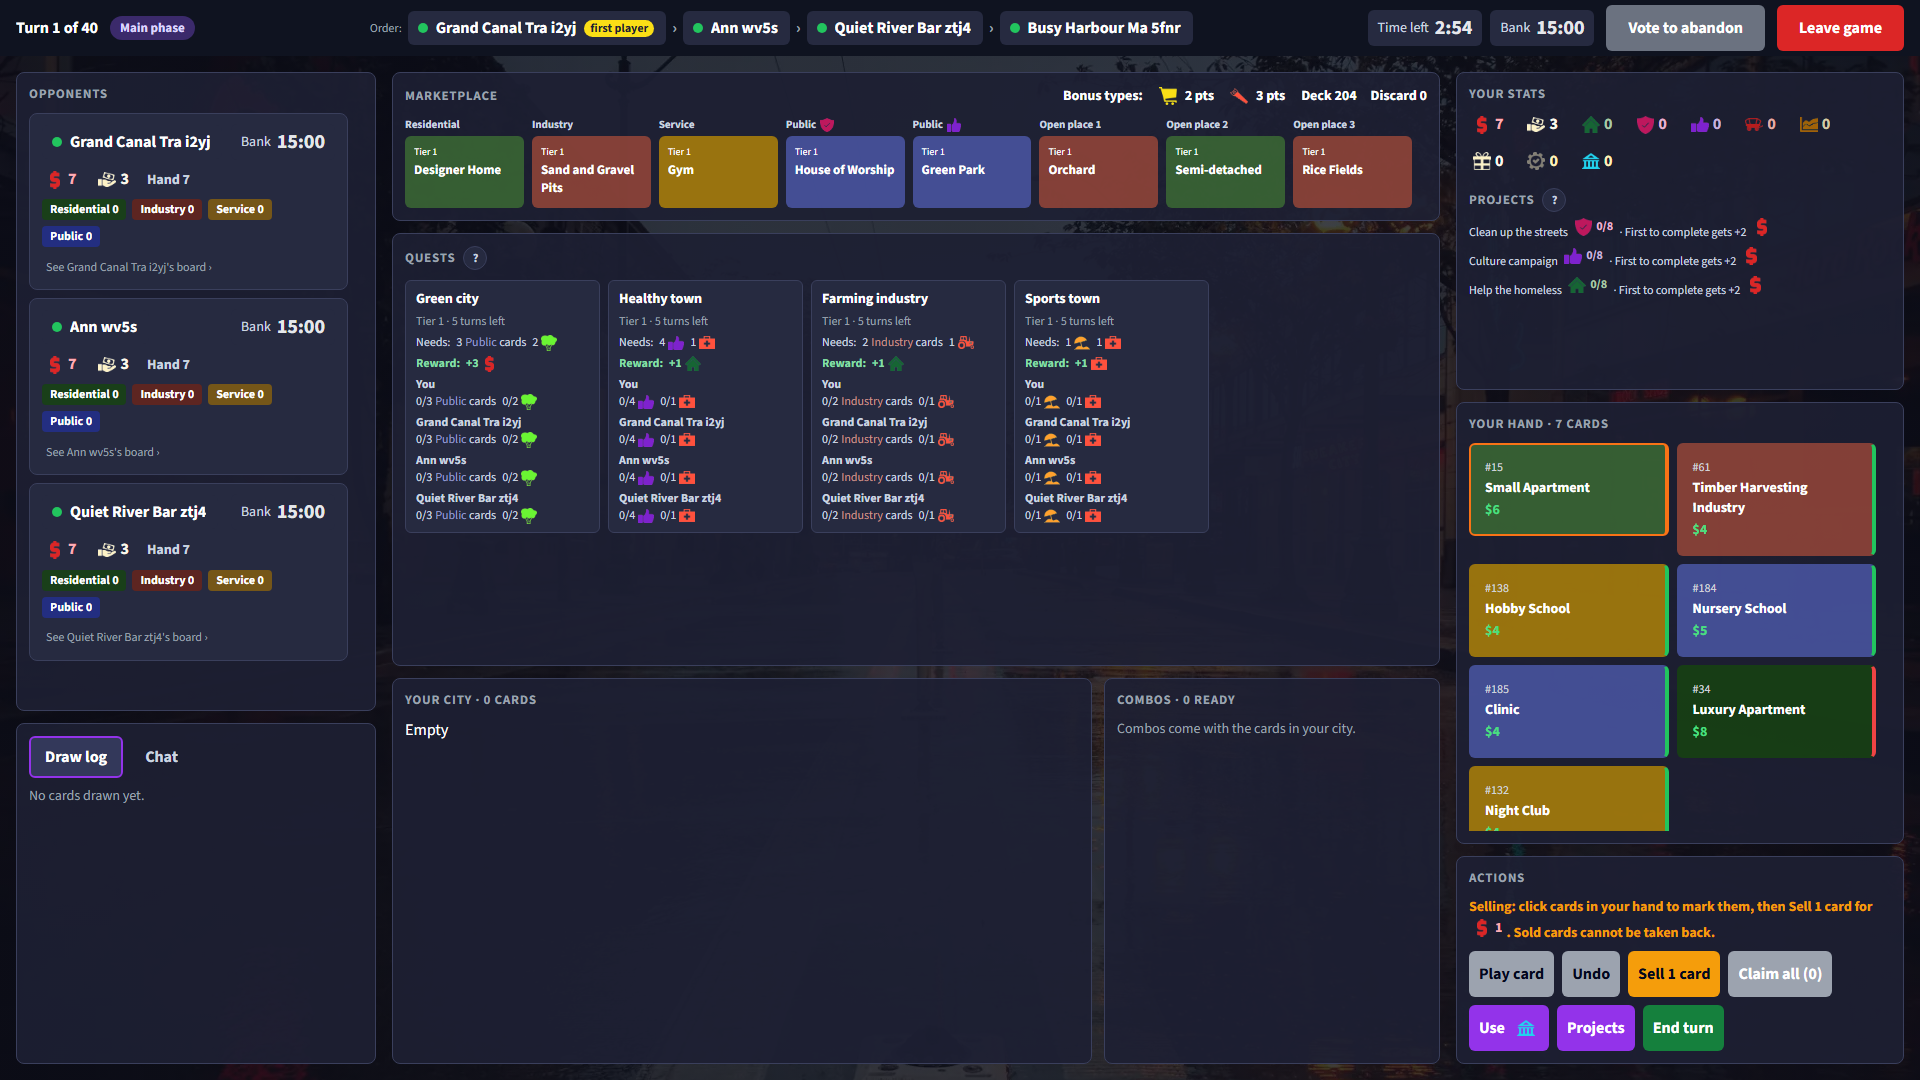 Turn 1 of 40 Main phase
Order: Grand Canal Tra i2yj first player › Ann wv5s › Quiet River Bar ztj4 › Busy Harbour Ma 5fnr
Time left 2:54 Bank 15:00 Vote to abandon Leave game
OPPONENTS
Grand Canal Tra i2yj Bank 15:00
7 3 Hand 7
Residential 0 Industry 0 Service 0
Public 0
See Grand Canal Tra i2yj's board ›
Ann wv5s Bank 15:00
7 3 Hand 7
Residential 0 Industry 0 Service 0
Public 0
See Ann wv5s's board ›
Quiet River Bar ztj4 Bank 15:00
7 3 Hand 7
Residential 0 Industry 0 Service 0
Public 0
See Quiet River Bar ztj4's board ›
Draw log Chat
No cards drawn yet.
MARKETPLACE Bonus types: 2 pts 3 pts Deck 204 Discard 0
Residential Industry Service Public Public Open place 1 Open place 2 Open place 3
Tier 1 Tier 1 Tier 1 Tier 1 Tier 1 Tier 1 Tier 1 Tier 1
Designer Home Sand and Gravel Gym House of Worship Green Park Orchard Semi-detached Rice Fields
Pits
QUESTS ?
Green city
Tier 1 · 5 turns left
Needs: 3 Public cards 2
Reward: +3 $
You
0/3 Public cards 0/2
Grand Canal Tra i2yj
0/3 Public cards 0/2
Ann wv5s
0/3 Public cards 0/2
Quiet River Bar ztj4
0/3 Public cards 0/2
Healthy town
Tier 1 · 5 turns left
Needs: 4 1
Reward: +1
You
0/4 0/1
Grand Canal Tra i2yj
0/4 0/1
Ann wv5s
0/4 0/1
Quiet River Bar ztj4
0/4 0/1
Farming industry
Tier 1 · 5 turns left
Needs: 2 Industry cards 1
Reward: +1
You
0/2 Industry cards 0/1
Grand Canal Tra i2yj
0/2 Industry cards 0/1
Ann wv5s
0/2 Industry cards 0/1
Quiet River Bar ztj4
0/2 Industry cards 0/1
Sports town
Tier 1 · 5 turns left
Needs: 1 1
Reward: +1
You
0/1 0/1
Grand Canal Tra i2yj
0/1 0/1
Ann wv5s
0/1 0/1
Quiet River Bar ztj4
0/1 0/1
YOUR CITY · 0 CARDS
Empty
COMBOS · 0 READY
Combos come with the cards in your city.
YOUR STATS
$ 7 3 0 0 0 0 0
0 0 0
PROJECTS ?
Clean up the streets 0/8 · First to complete gets +2 $
Culture campaign 0/8 · First to complete gets +2 $
Help the homeless 0/8 · First to complete gets +2 $
YOUR HAND · 7 CARDS
#15
Small Apartment
$6
#61
Timber Harvesting
Industry
$4
#138
Hobby School
$4
#184
Nursery School
$5
#185
Clinic
$4
#34
Luxury Apartment
$8
#132
Night Club
ACTIONS
Selling: click cards in your hand to mark them, then Sell 1 card for
$ 1 . Sold cards cannot be taken back.
Play card Undo Sell 1 card Claim all (0)
Use Projects End turn